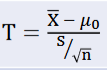 T = X̅ − μ₀ / S/√n